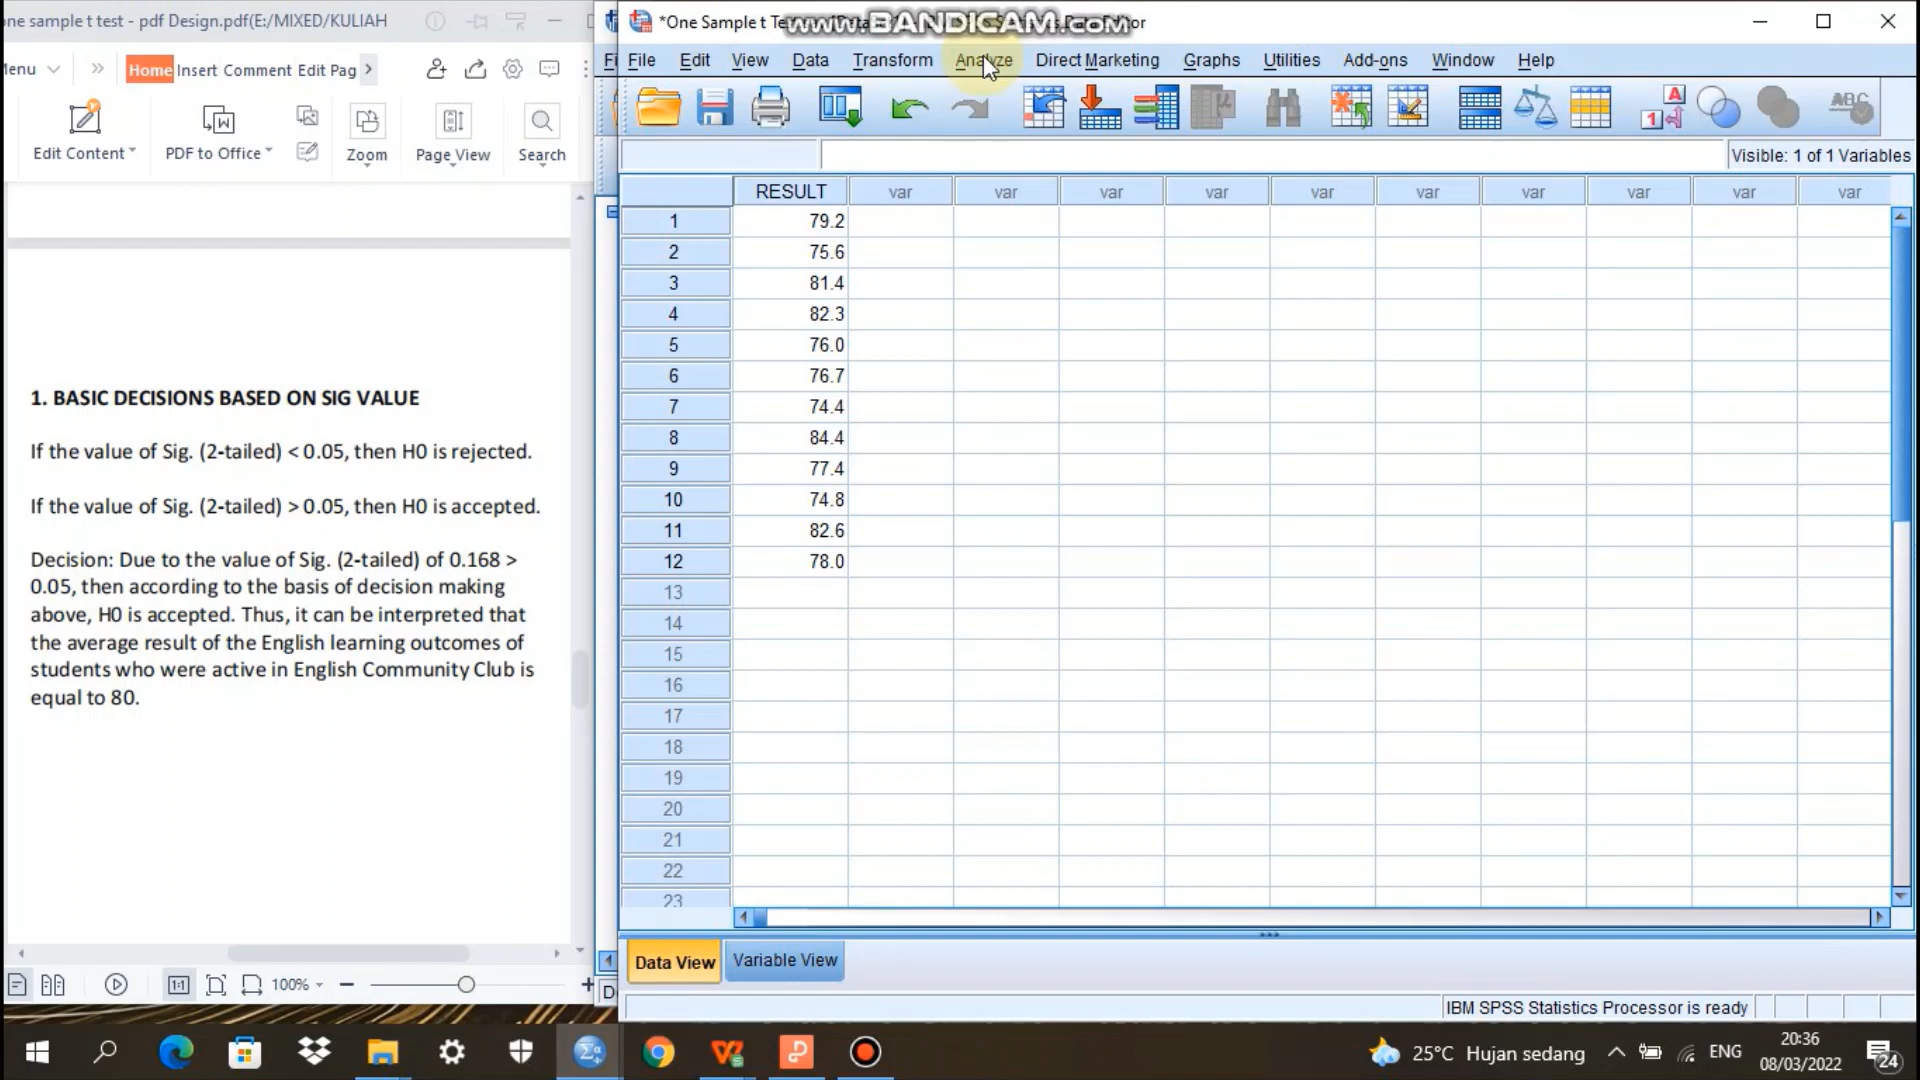 one sample t test - pdf Design.pdf(E:/MIXED/KULIAH
Menu
Home Insert Comment Edit Pag
Edit Content
PDF to Office
Zoom
Page View
Search
1. BASIC DECISIONS BASED ON SIG VALUE
If the value of Sig. (2-tailed) < 0.05, then H0 is rejected.
If the value of Sig. (2-tailed) > 0.05, then H0 is accepted.
Decision: Due to the value of Sig. (2-tailed) of 0.168 >
0.05, then according to the basis of decision making
above, H0 is accepted. Thus, it can be interpreted that
the average result of the English learning outcomes of
students who were active in English Community Club is
equal to 80.
100%
*One Sample t Te
Data Editor
www.BANDICAM.com
File Edit View Data Transform Analyze Direct Marketing Graphs Utilities Add-ons Window Help
Visible: 1 of 1 Variables
RESULT var var var var var var var var var var
1 79.2
2 75.6
3 81.4
4 82.3
5 76.0
6 76.7
7 74.4
8 84.4
9 77.4
10 74.8
11 82.6
12 78.0
13
14
15
16
17
18
19
20
21
22
23
Data View Variable View
IBM SPSS Statistics Processor is ready
25°C Hujan sedang
ENG
20:36
08/03/2022
24